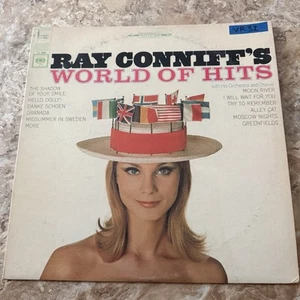 RAY CONNIFF'S
WORLD OF HITS
with His Orchestra and Chorus
THE SHADOW
OF YOUR SMILE
HELLO DOLLY!
DANKE SCHOEN
GRANADA
MIDSUMMER IN SWEDEN
MORE
MOON RIVER
I WILL WAIT FOR YOU
TRY TO REMEMBER
ALLEY CAT
MOSCOW NIGHTS
GREENFIELDS